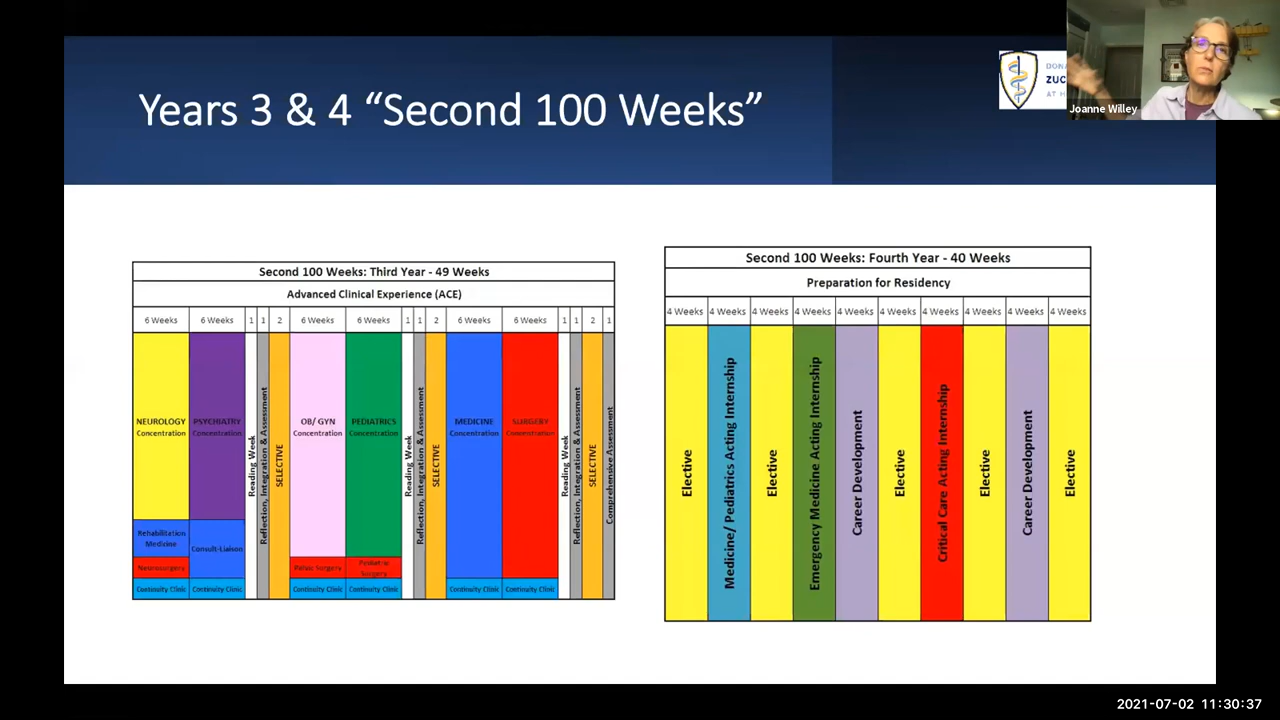 Years 3 & 4 “Second 100 Weeks”
DONA
ZUC
AT H
Joanne Willey
Second 100 Weeks: Third Year - 49 Weeks
Advanced Clinical Experience (ACE)
6 Weeks
6 Weeks
1
1
2
6 Weeks
6 Weeks
1
1
2
6 Weeks
6 Weeks
1
1
2
1
NEUROLOGY
Concentration
Rehabilitation
Medicine
Neurosurgery
Continuity Clinic
PSYCHIATRY
Concentration
Consult-Liaison
Continuity Clinic
Reading Week
Reflection, Integration & Assessment
SELECTIVE
OB/ GYN
Concentration
Pelvic Surgery
Continuity Clinic
PEDIATRICS
Concentration
Pediatric
Surgery
Continuity Clinic
Reading Week
Reflection, Integration & Assessment
SELECTIVE
MEDICINE
Concentration
Continuity Clinic
SURGERY
Concentration
Continuity Clinic
Reading Week
Reflection, Integration & Assessment
SELECTIVE
Comprehensive Assessment
Second 100 Weeks: Fourth Year - 40 Weeks
Preparation for Residency
4 Weeks
4 Weeks
4 Weeks
4 Weeks
4 Weeks
4 Weeks
4 Weeks
4 Weeks
4 Weeks
4 Weeks
Elective
Medicine/ Pediatrics Acting Internship
Elective
Emergency Medicine Acting Internship
Career Development
Elective
Critical Care Acting Internship
Elective
Career Development
Elective
2021-07-02 11:30:37